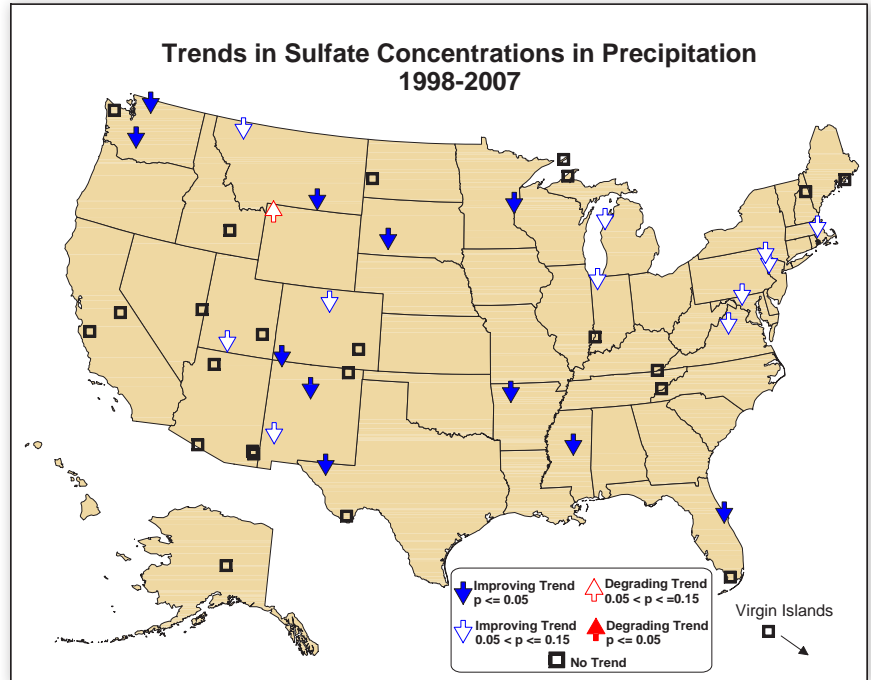 Trends in Sulfate Concentrations in Precipitation
1998-2007
Improving Trend
p <= 0.05
Degrading Trend
0.05 < p <=0.15
Improving Trend
0.05 < p <= 0.15
Degrading Trend
p <= 0.05
No Trend
Virgin Islands